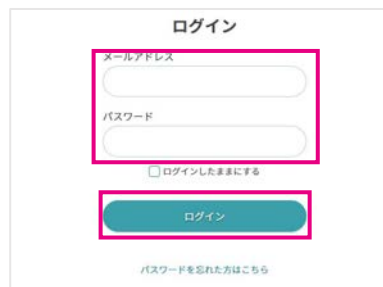 ログイン
メールアドレス
パスワード
ログインしたままにする
ログイン
パスワードを忘れた方はこちら